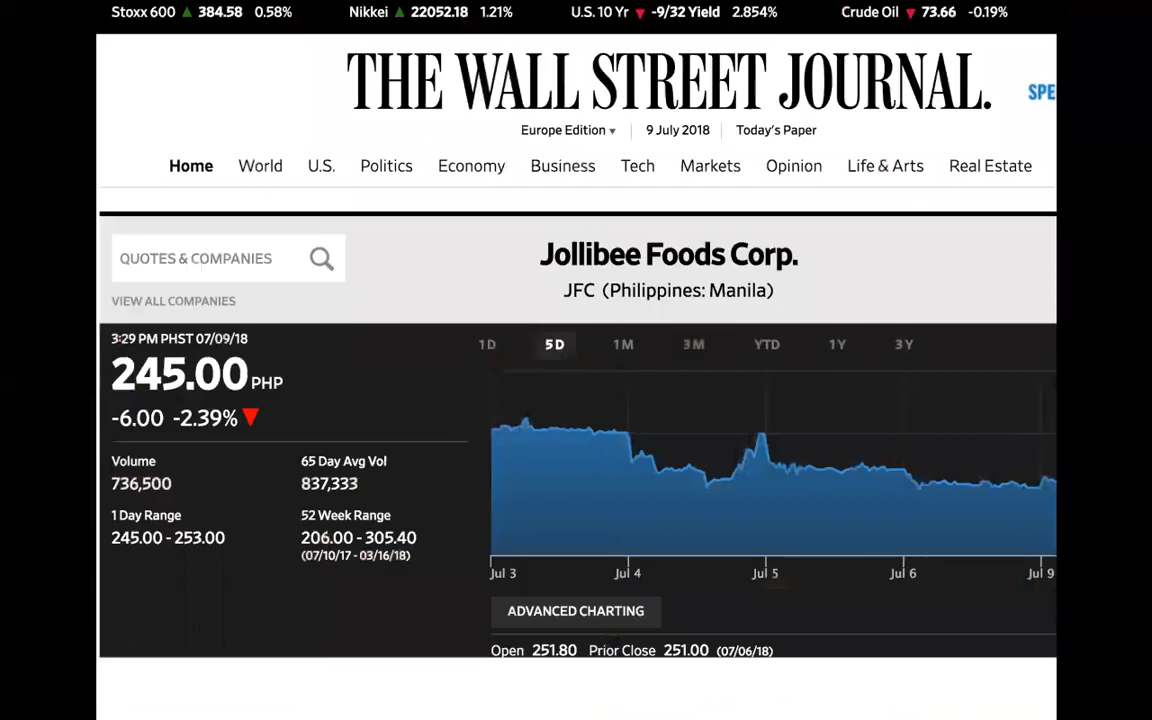 Stoxx 600 ▲ 384.58 0.58% Nikkei ▲ 22052.18 1.21% U.S. 10 Yr ▼ -9/32 Yield 2.854% Crude Oil ▼ 73.66 -0.19%
THE WALL STREET JOURNAL.
SPE
Europe Edition ▾ | 9 July 2018 | Today's Paper
Home World U.S. Politics Economy Business Tech Markets Opinion Life & Arts Real Estate
QUOTES & COMPANIES
VIEW ALL COMPANIES
Jollibee Foods Corp.
JFC (Philippines: Manila)
3:29 PM PHST 07/09/18
245.00 PHP
-6.00 -2.39% ▼
Volume 65 Day Avg Vol
736,500 837,333
1 Day Range 52 Week Range
245.00 - 253.00 206.00 - 305.40
(07/10/17 - 03/16/18)
1D 5D 1M 3M YTD 1Y 3Y
Jul 3 Jul 4 Jul 5 Jul 6 Jul 9
ADVANCED CHARTING
Open 251.80 Prior Close 251.00 (07/06/18)